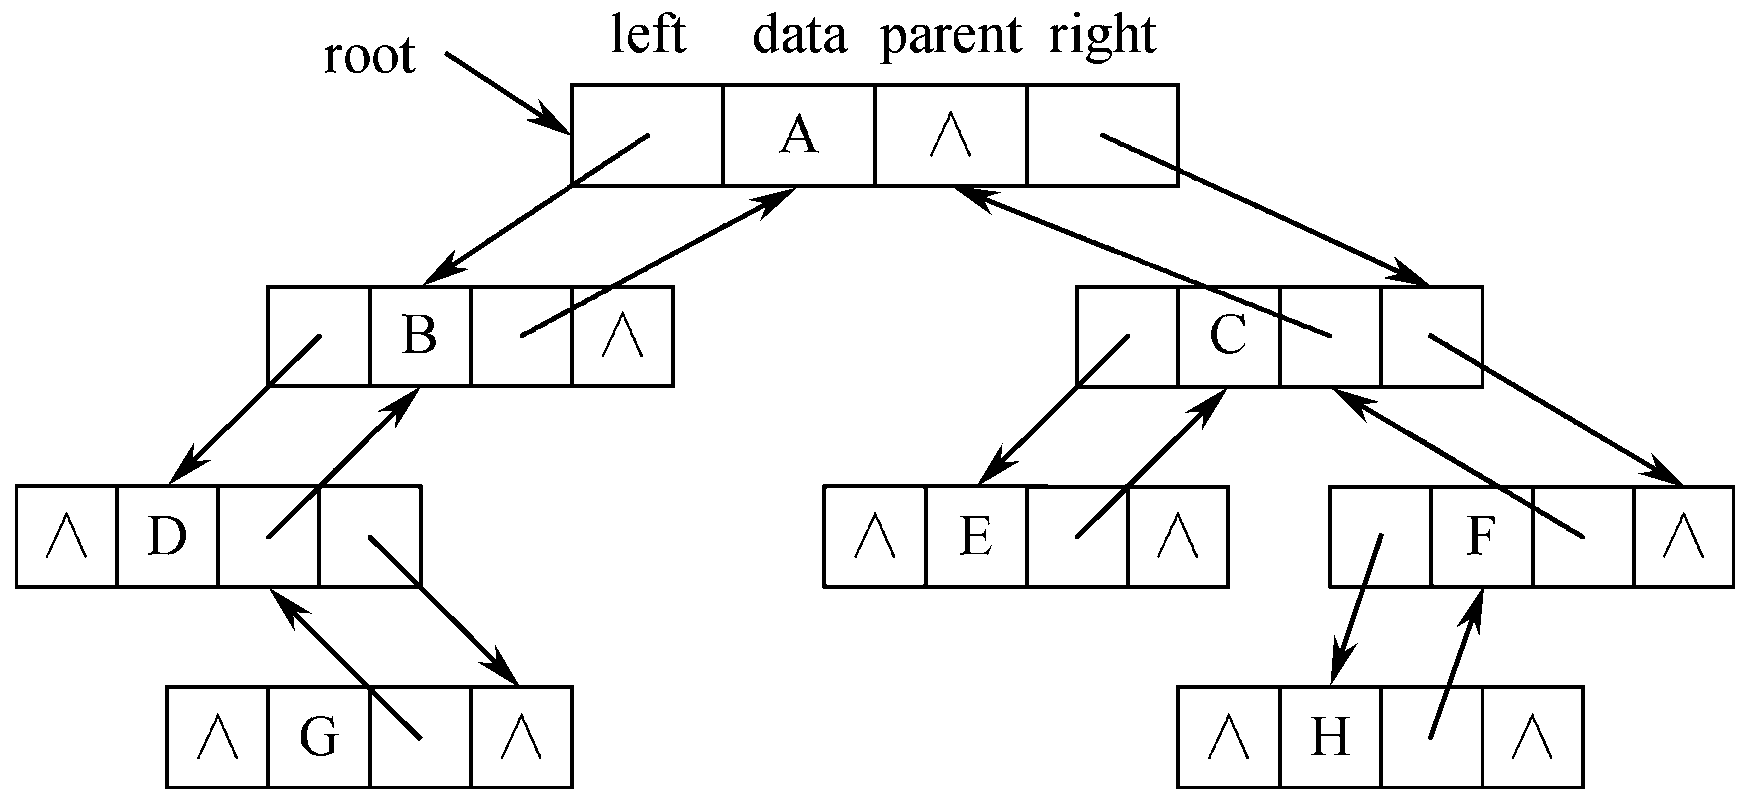 left data parent right
root
A ∧
B ∧
C
∧ D
∧ E ∧
F ∧
∧ G ∧
∧ H ∧